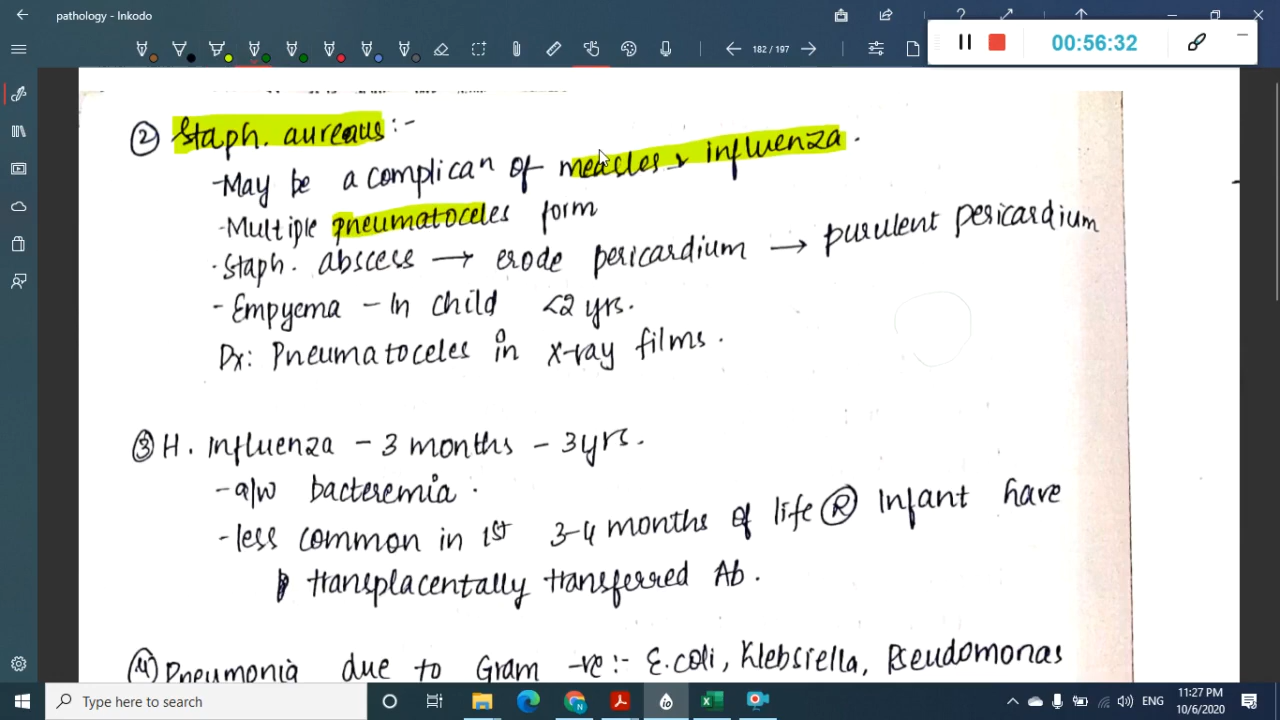 pathology - Inkodo
182 / 197
00:56:32
② Staph. aureaus :-
-May be a complican of measles & influenza.
-Multiple pneumatoceles form
-Staph. abscess → erode pericardium → purulent pericardium
- Empyema - In child <2 yrs.
Dx: Pneumatoceles in x-ray films.
③ H. Influenza - 3 months - 3yrs.
- a/w bacteremia.
- less common in 1st 3-4 months of life Ⓡ Infant have
transplacentally transferred Ab.
④ Pneumonia due to Gram -ve :- E.coli, Klebsiella, Pseudomonas
Type here to search
ENG
11:27 PM
10/6/2020